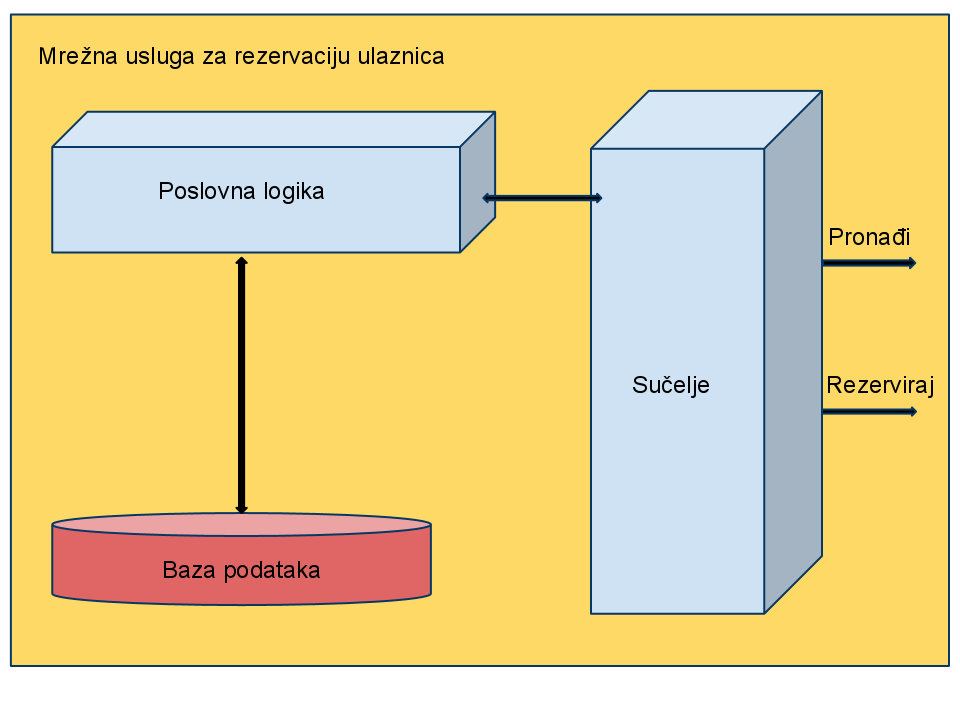 Mrežna usluga za rezervaciju ulaznica
Poslovna logika
Pronađi
Sučelje
Rezerviraj
Baza podataka